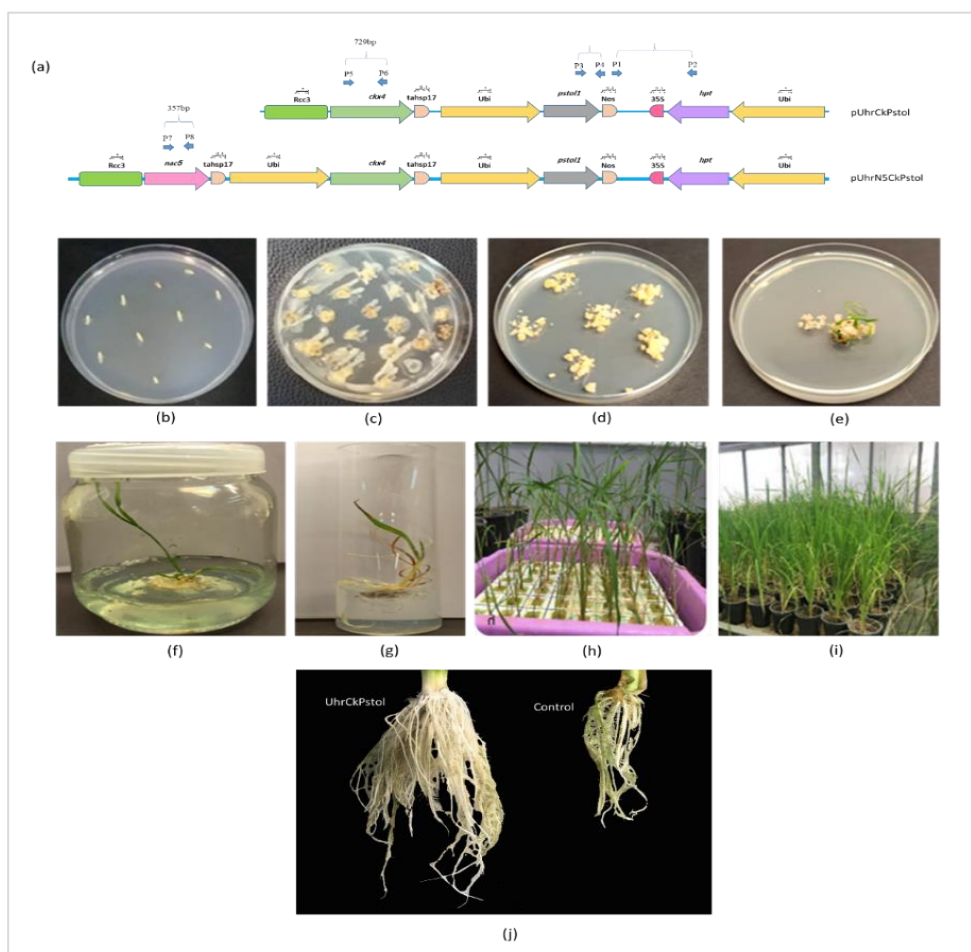 (a)
729bp
P5 P6 P3 P4 P1 P2
Rcc3 ckx4 tahsp17 Ubi pstol1 Nos 35S hpt Ubi
pUhrCkPstol
357bp
P7 P8
Rcc3 nac5 tahsp17 Ubi ckx4 tahsp17 Ubi pstol1 Nos 35S hpt Ubi
pUhrN5CkPstol
(b) (c) (d) (e)
(f) (g) (h) (i)
UhrCkPstol Control
(j)